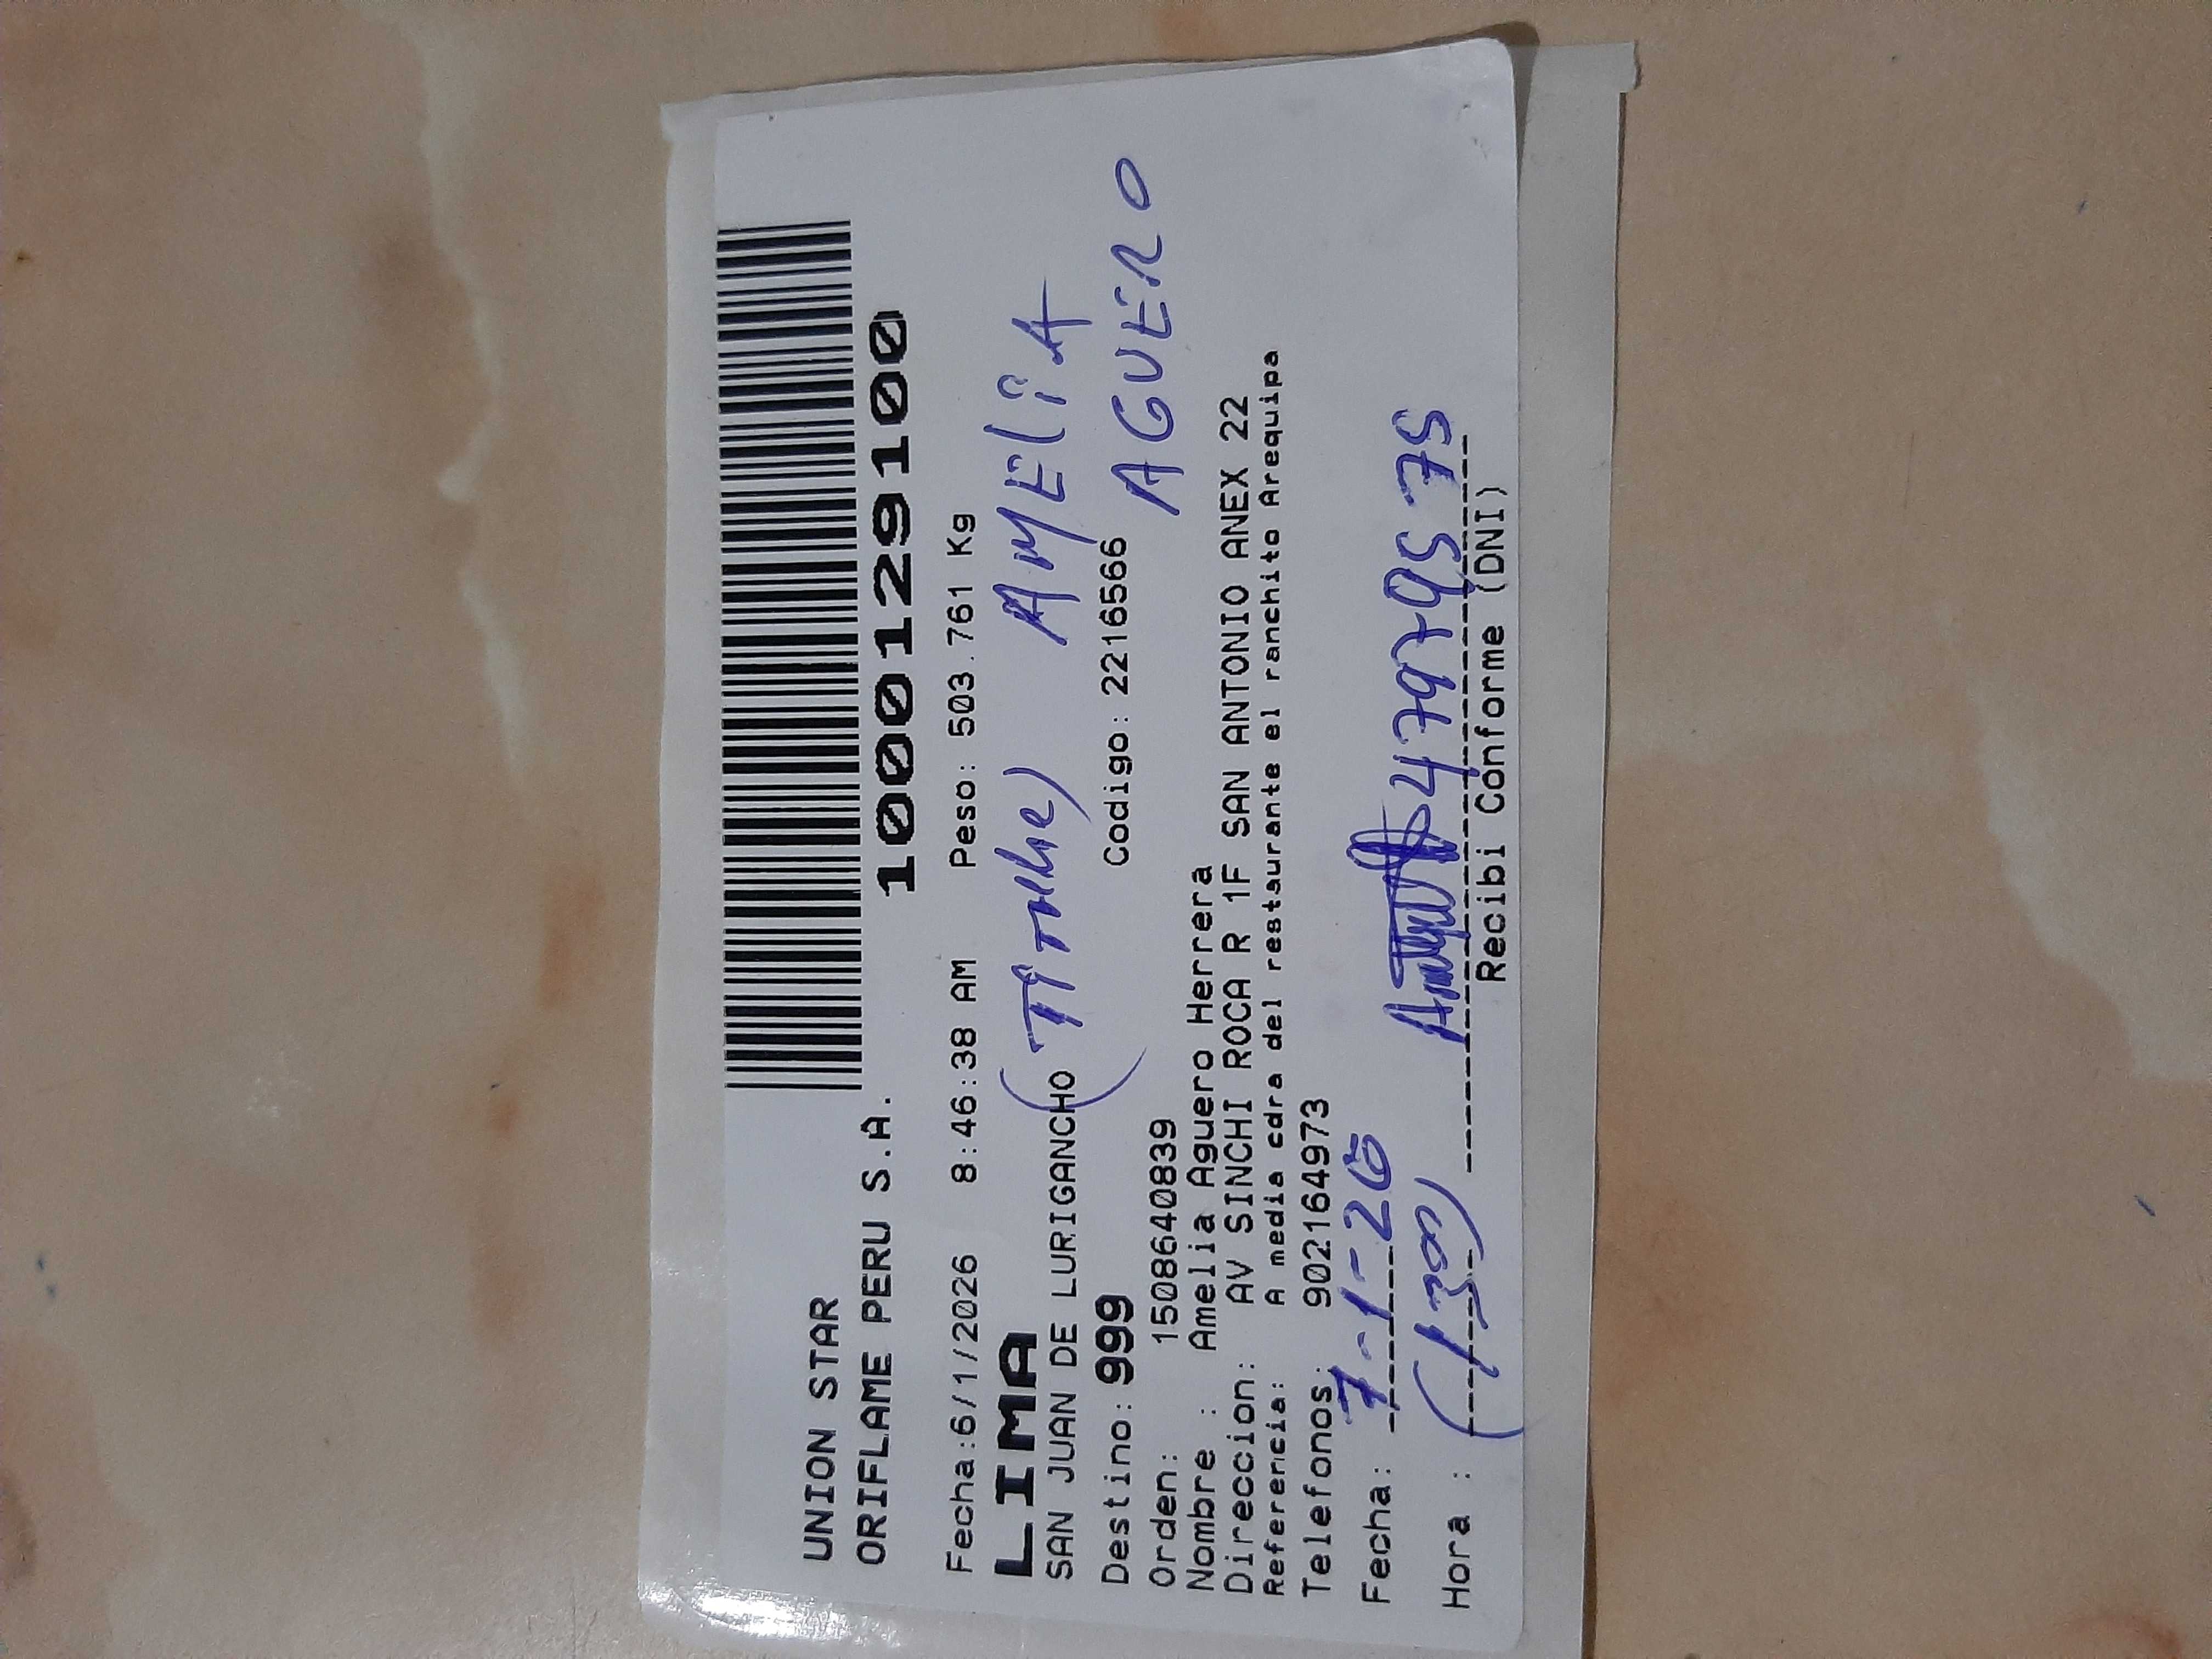 UNION STAR
ORIFLAME PERU S.A.
10001291OO
Fecha:6/1/2026 8:46:38 AM Peso: 503.761 Kg
LIMA
SAN JUAN DE LURIGANCHO
(Titular) AMELIA
AGUERO
Destino: 999 Codigo: 2216566
Orden: 1508640839
Nombre : Amelia Aguero Herrera
Direccion: AV SINCHI ROCA R 1F SAN ANTONIO ANEX 22
Referencia: A media cdra del restaurante el ranchito Arequipa
Telefonos: 902164973
Fecha: 7-1-26
Hora :
Recibi Conforme (DNI)